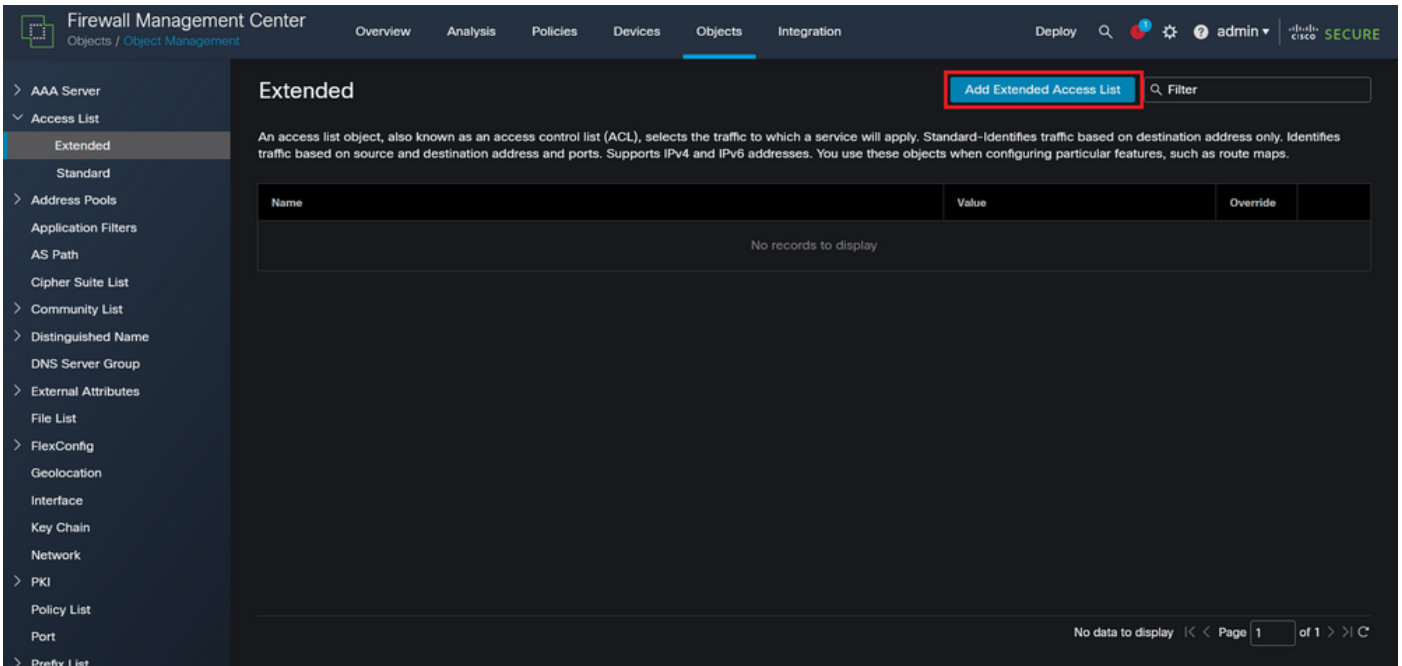 Firewall Management Center
Objects / Object Management
Overview
Analysis
Policies
Devices
Objects
Integration
Deploy
1
admin
cisco SECURE
AAA Server
Access List
Extended
Standard
Address Pools
Application Filters
AS Path
Cipher Suite List
Community List
Distinguished Name
DNS Server Group
External Attributes
File List
FlexConfig
Geolocation
Interface
Key Chain
Network
PKI
Policy List
Port
Prefix List
Extended
Add Extended Access List
Filter
An access list object, also known as an access control list (ACL), selects the traffic to which a service will apply. Standard-Identifies traffic based on destination address only. Identifies
traffic based on source and destination address and ports. Supports IPv4 and IPv6 addresses. You use these objects when configuring particular features, such as route maps.
Name
Value
Override
No records to display
No data to display |< < Page 1 of 1 > >|